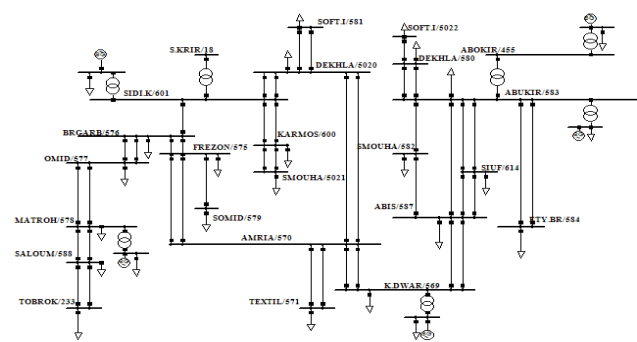 SOFT.I/581
SOFT.I/5022
S.KRIR/18
ABOKIR/455
DEKHLA/580
DEKHLA/5020
SIDI.K/601
ABUKIR/583
BRGARB/576
KARMOS/600
FREZON/575
SMOUHA/582
OMID/577
SIUF/614
SMOUHA/5021
ABIS/587
SOMID/579
MATROH/578
ETY.BR/584
AMRIA/570
SALOUM/588
K.DWAR/569
TOBROK/233
TEXTIL/571